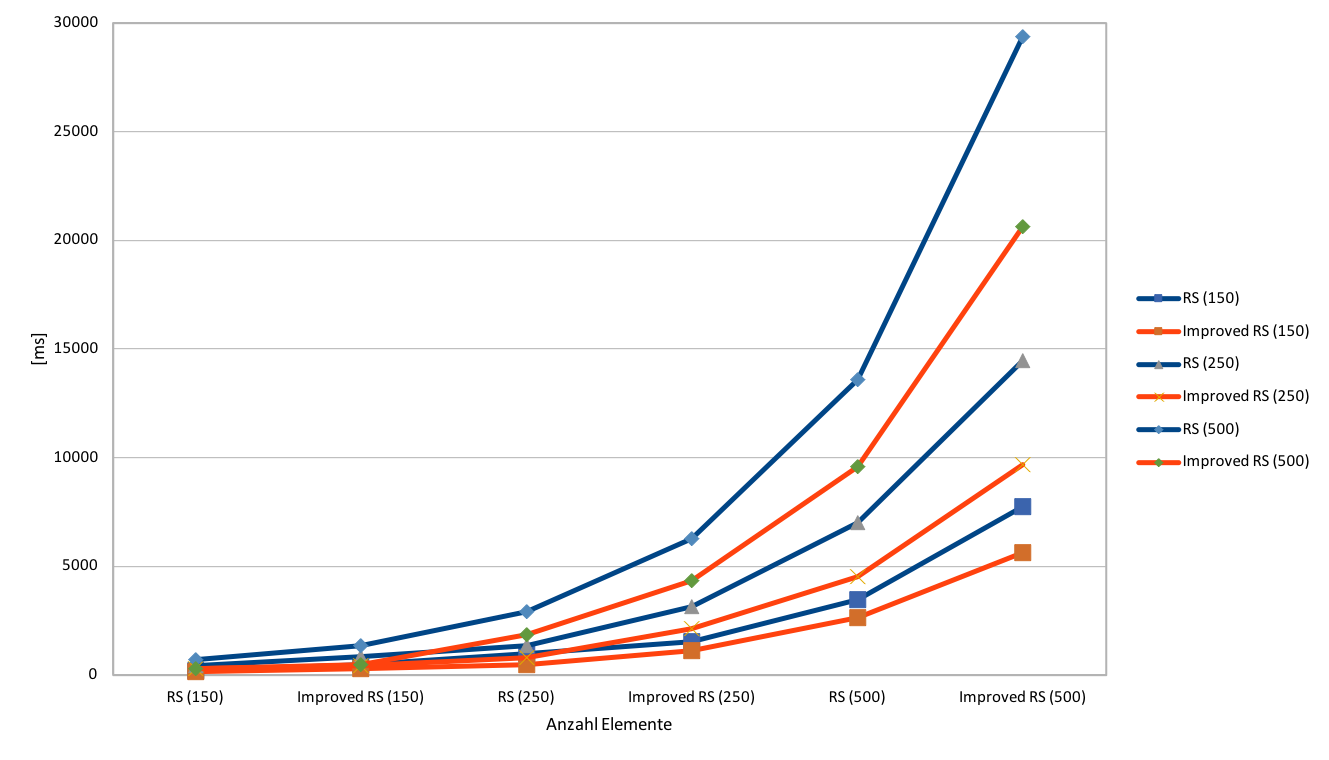 30000
25000
20000
15000
10000
5000
0
[ms]
RS (150)
Improved RS (150)
RS (250)
Improved RS (250)
RS (500)
Improved RS (500)
Anzahl Elemente
RS (150)
Improved RS (150)
RS (250)
Improved RS (250)
RS (500)
Improved RS (500)